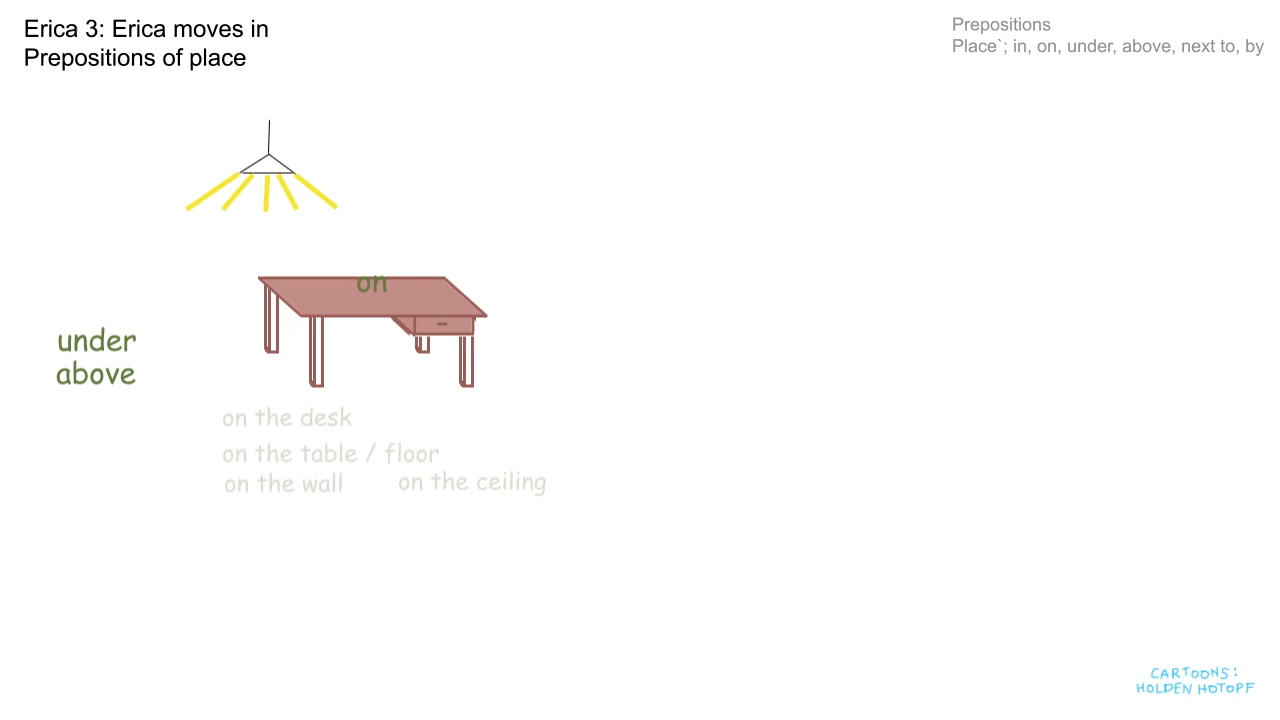 Erica 3: Erica moves in
Prepositions of place
Prepositions
Place`; in, on, under, above, next to, by
on
under
above
on the desk
on the table / floor
on the wall
on the ceiling
CARTOONS:
HOLDEN HOTOPF